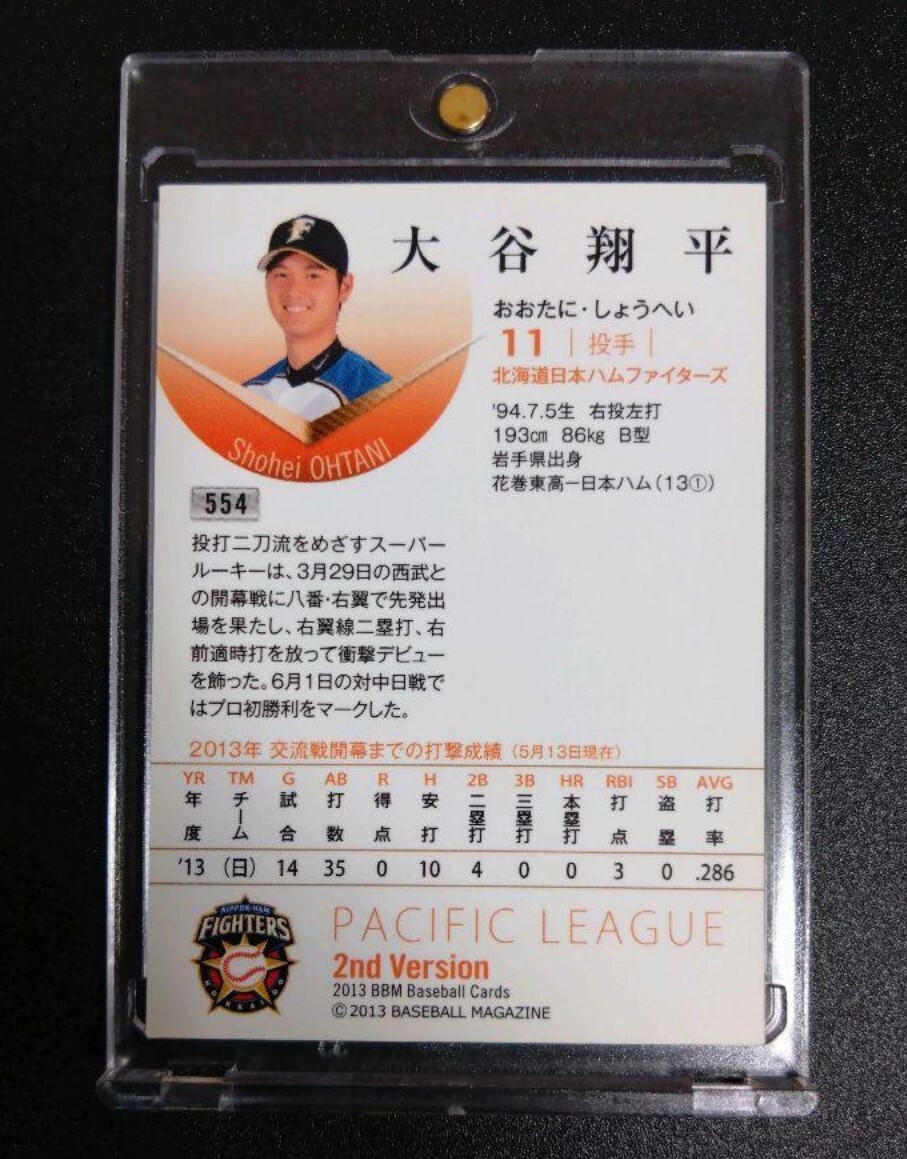 大谷翔平
おおたに・しょうへい
11 | 投手 |
北海道日本ハムファイターズ
'94.7.5生 右投左打
193cm 86kg B型
岩手県出身
花巻東高ー日本ハム(13①)
F
Shohei OHTANI
554
投打二刀流をめざすスーパー
ルーキーは、3月29日の西武と
の開幕戦に八番・右翼で先発出
場を果たし、右翼線二塁打、右
前適時打を放って衝撃デビュー
を飾った。6月1日の対中日戦で
はプロ初勝利をマークした。
2013年 交流戦開幕までの打撃成績 (5月13日現在)
YR TM G AB R H 2B 3B HR RBI SB AVG
年度 チーム 試合 打数 得点 安打 二塁打 三塁打 本塁打 打点 盗塁 打率
'13 (日) 14 35 0 10 4 0 0 3 0 .286
NIPPON-HAM
FIGHTERS
HOKKAIDO
PACIFIC LEAGUE
2nd Version
2013 BBM Baseball Cards
©2013 BASEBALL MAGAZINE